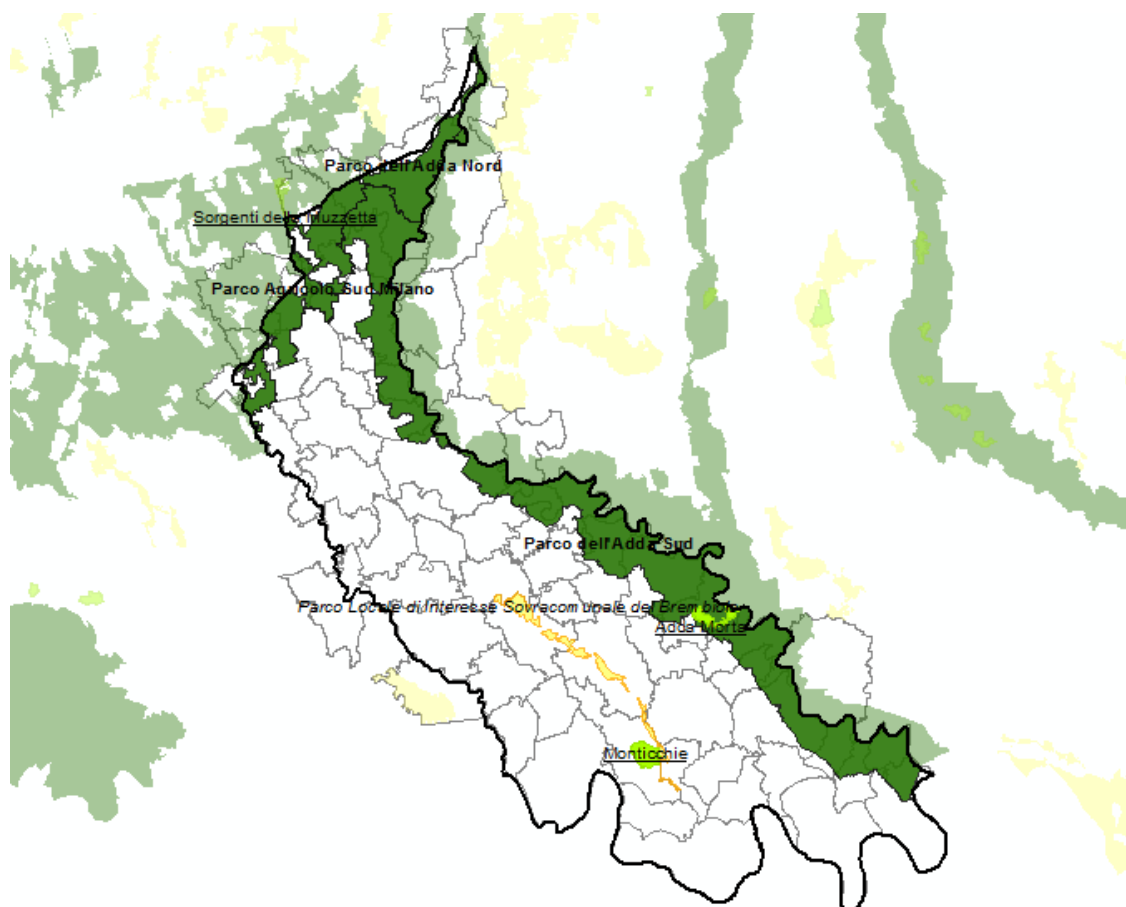 Parco dell'Adda Nord
Sorgenti della Muzzetta
Parco Agricolo Sud Milano
Parco dell'Adda Sud
Parco Locale di Interesse Sovracomunale del Brembiolo
Adda Morta
Monticchie